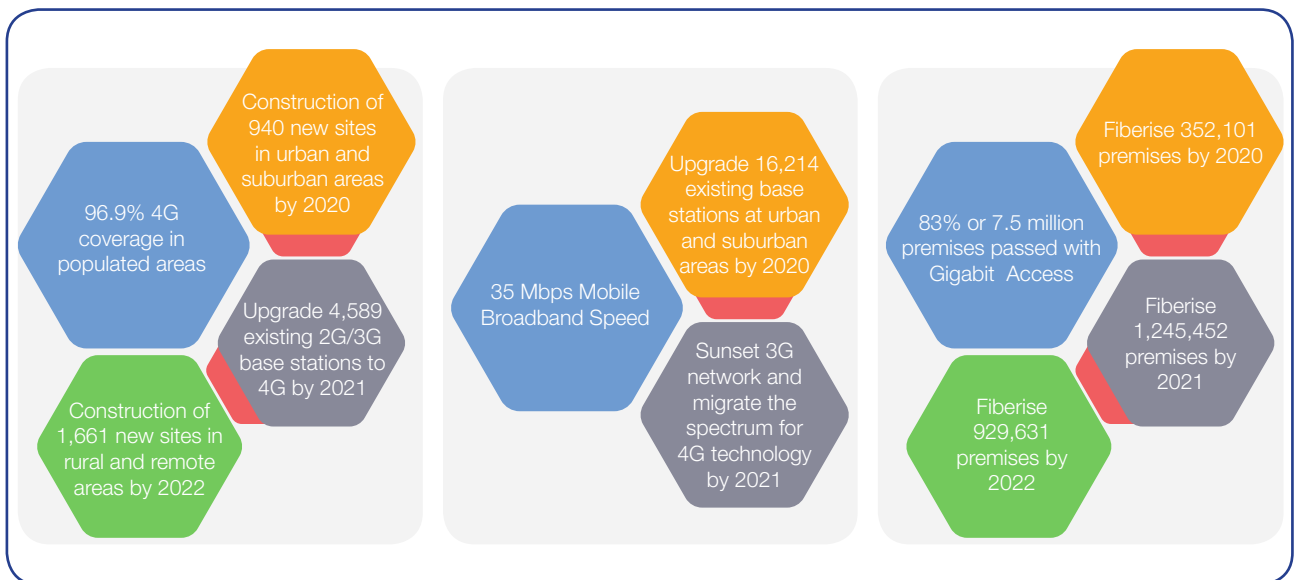 96.9% 4G
coverage in
populated areas
Construction of
940 new sites
in urban and
suburban areas
by 2020
Upgrade 4,589
existing 2G/3G
base stations to
4G by 2021
Construction of
1,661 new sites in
rural and remote
areas by 2022
35 Mbps Mobile
Broadband Speed
Upgrade 16,214
existing base
stations at urban
and suburban
areas by 2020
Sunset 3G
network and
migrate the
spectrum for
4G technology
by 2021
83% or 7.5 million
premises passed with
Gigabit Access
Fiberise 352,101
premises by 2020
Fiberise
1,245,452
premises by
2021
Fiberise
929,631
premises by
2022